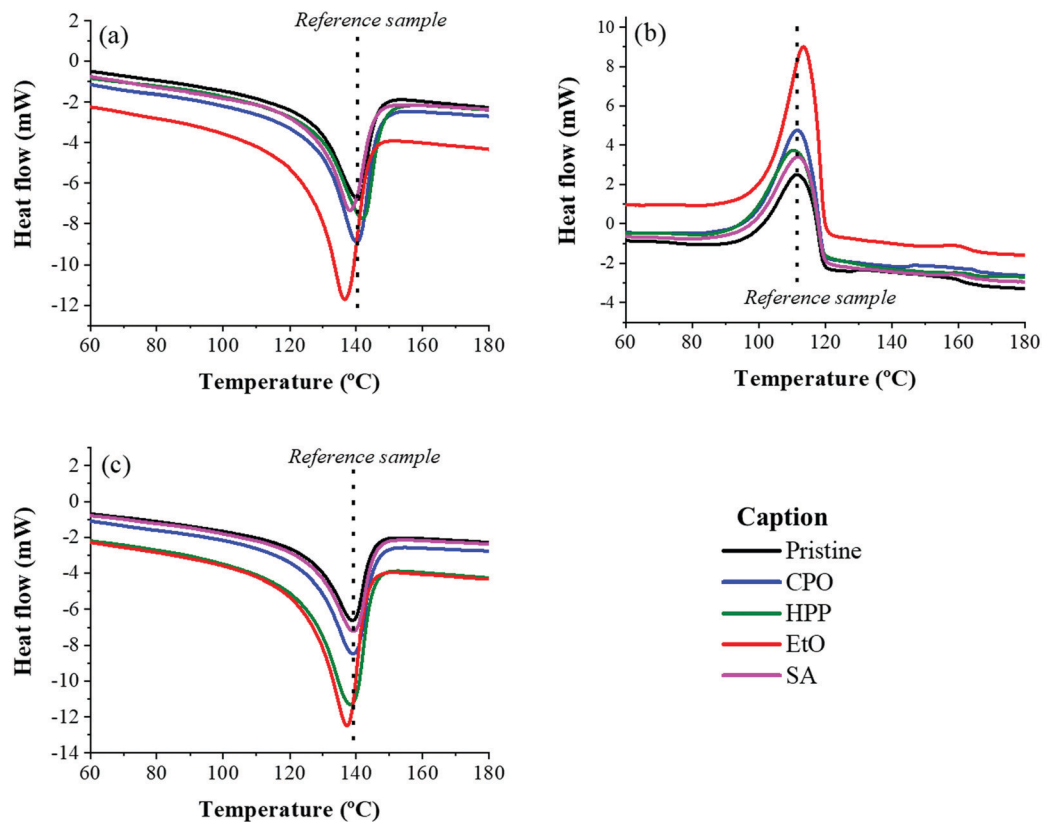 (a)
Reference sample
2
0
-2
-4
-6
-8
-10
-12
Heat flow (mW)
60 80 100 120 140 160 180
Temperature (ºC)
(b)
10
8
6
4
2
0
-2
-4
Heat flow (mW)
Reference sample
60 80 100 120 140 160 180
Temperature (ºC)
(c)
Reference sample
2
0
-2
-4
-6
-8
-10
-12
-14
Heat flow (mW)
60 80 100 120 140 160 180
Temperature (ºC)
Caption
Pristine
CPO
HPP
EtO
SA